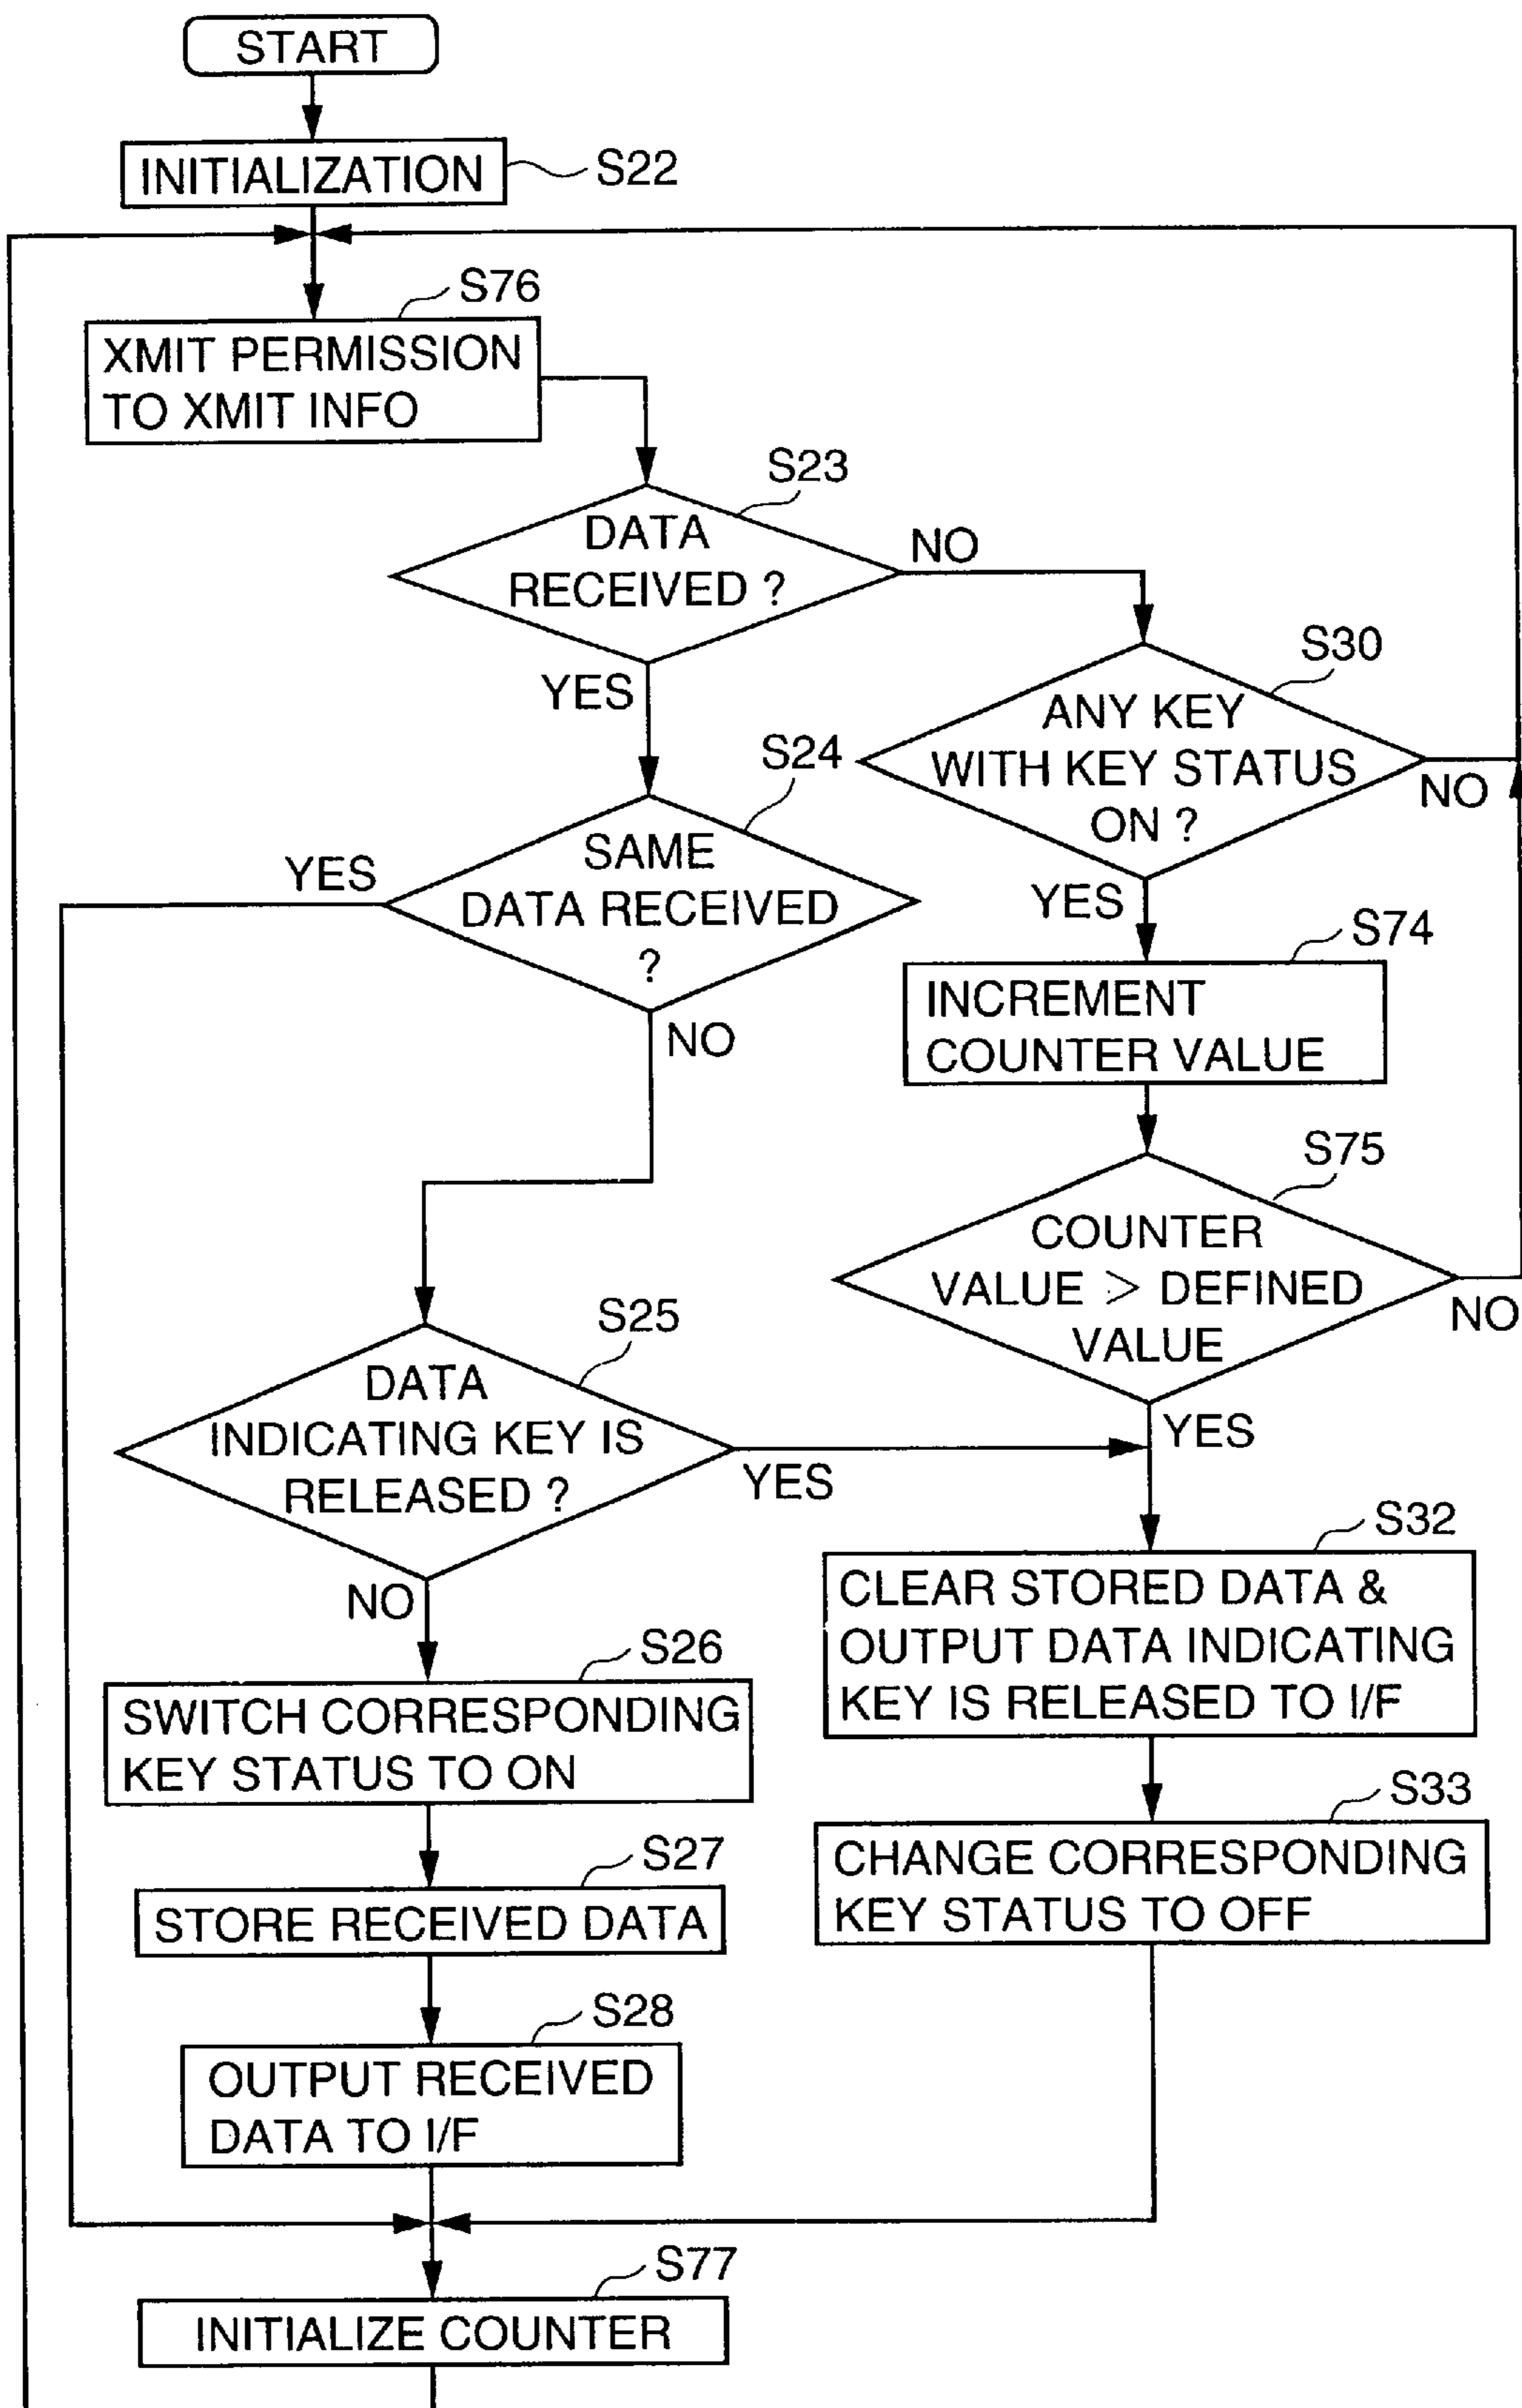 START
INITIALIZATION
S22
S76
XMIT PERMISSION
TO XMIT INFO
S23
DATA
RECEIVED ?
NO
YES
S30
ANY KEY
WITH KEY STATUS
ON ?
NO
YES
S24
SAME
DATA RECEIVED
?
YES
NO
S74
INCREMENT
COUNTER VALUE
S75
COUNTER
VALUE > DEFINED
VALUE
NO
YES
S25
DATA
INDICATING KEY IS
RELEASED ?
YES
NO
S32
CLEAR STORED DATA &
OUTPUT DATA INDICATING
KEY IS RELEASED TO I/F
S26
SWITCH CORRESPONDING
KEY STATUS TO ON
S33
CHANGE CORRESPONDING
KEY STATUS TO OFF
S27
STORE RECEIVED DATA
S28
OUTPUT RECEIVED
DATA TO I/F
S77
INITIALIZE COUNTER